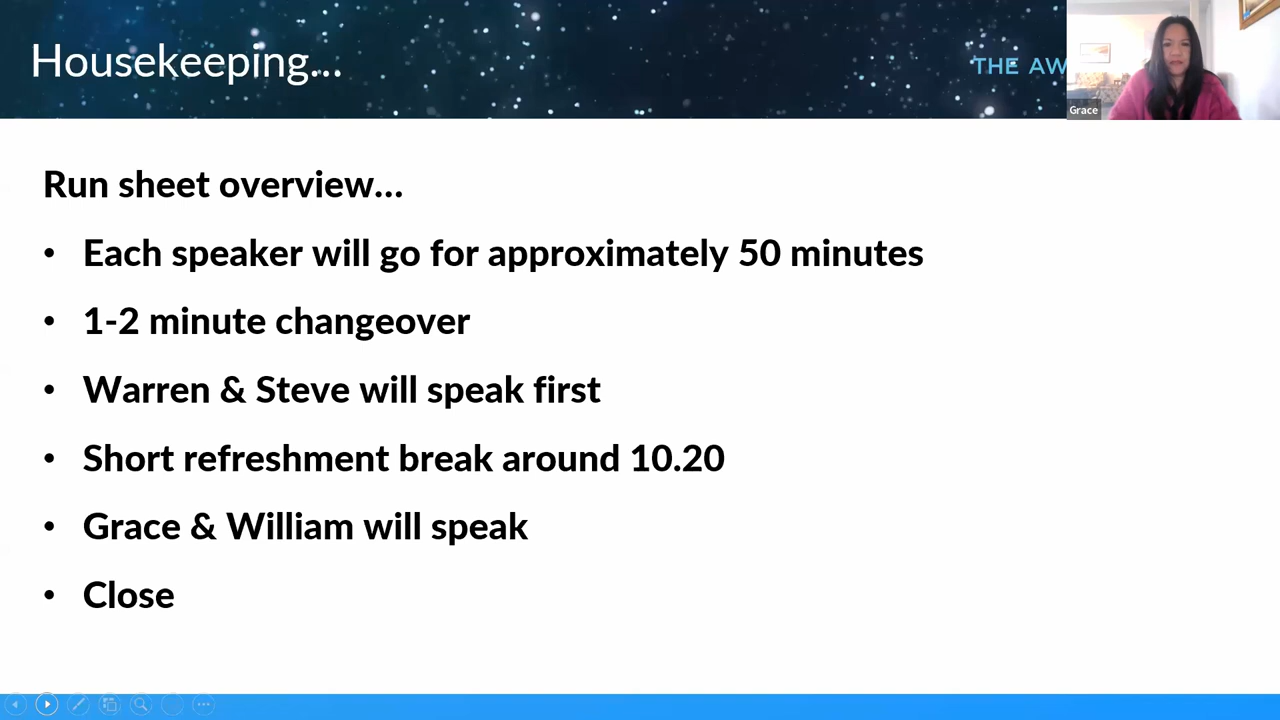 Housekeeping...
THE AW
Grace
Run sheet overview...
• Each speaker will go for approximately 50 minutes
• 1-2 minute changeover
• Warren & Steve will speak first
• Short refreshment break around 10.20
• Grace & William will speak
• Close